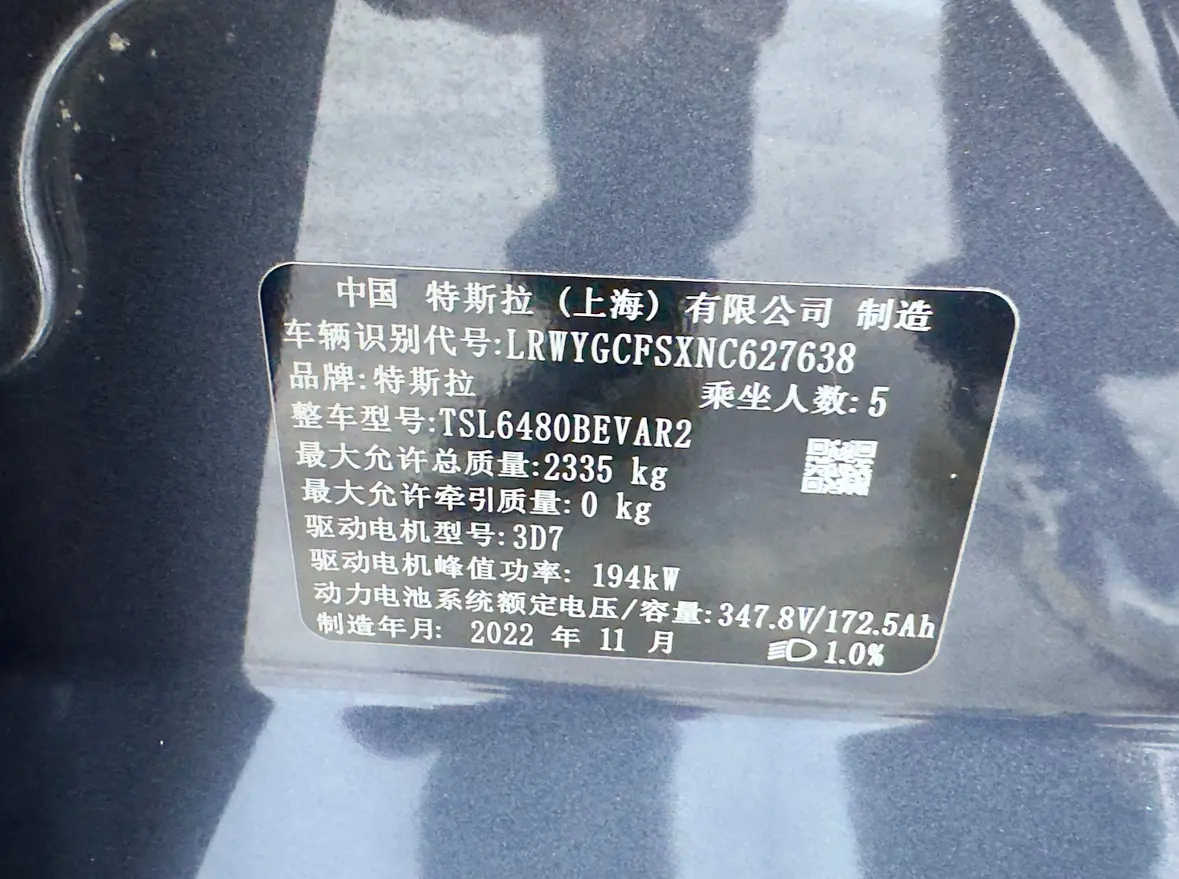 中国 特斯拉（上海）有限公司 制造
车辆识别代号:LRWYGCFSXNC627638
品牌:特斯拉 乘坐人数:5
整车型号:TSL6480BEVAR2
最大允许总质量:2335 kg
最大允许牵引质量:0 kg
驱动电机型号:3D7
驱动电机峰值功率: 194kW
动力电池系统额定电压/容量:347.8V/172.5Ah
制造年月: 2022 年 11 月 1.0%